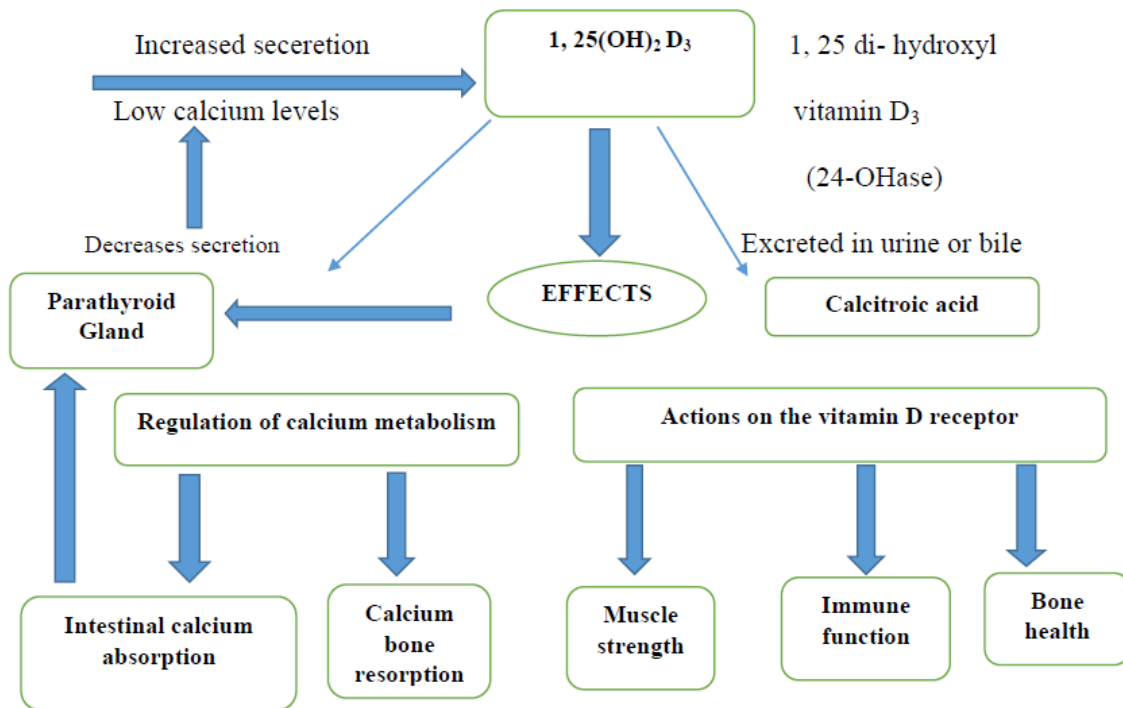 Increased seceretion
Low calcium levels
1, 25(OH)₂ D₃
1, 25 di- hydroxyl
vitamin D₃
(24-OHase)
Decreases secretion
Excreted in urine or bile
Parathyroid
Gland
EFFECTS
Calcitroic acid
Regulation of calcium metabolism
Actions on the vitamin D receptor
Intestinal calcium
absorption
Calcium
bone
resorption
Muscle
strength
Immune
function
Bone
health